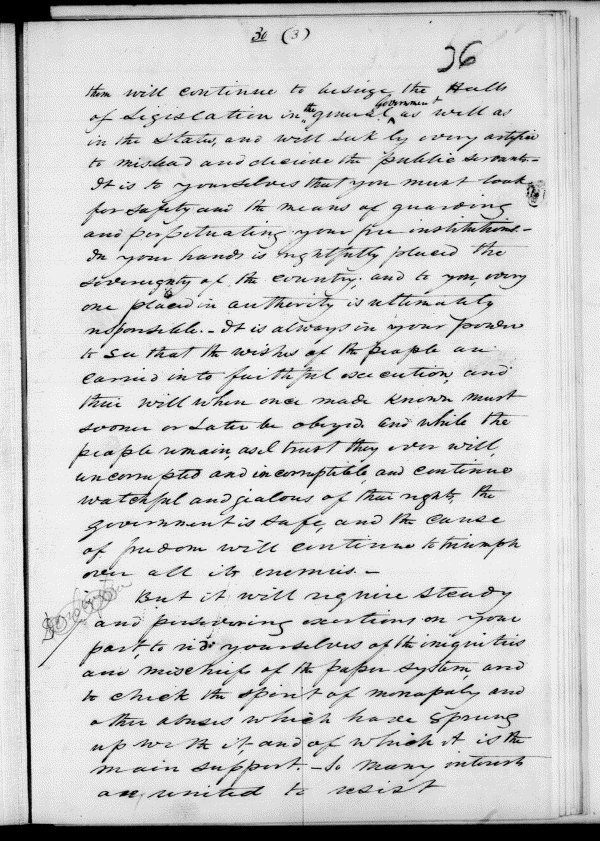 30 (3)
36
them will continue to besiege the Halls
of Legislation in the general Government as well as
in the States, and will seek by every artifice
to mislead and decieve the public servants -
It is to yourselves that you must look
for safety and the means of guarding
and perpetuating your free institutions -
In your hands is rightfully placed the
sovereignty of the country. and to you, every
one placed in authority is ultimately
responsible. - It is always in your power
to see that the wishes of the people are
carried into faithful execution, and
their will when once made known must
sooner or later be obeyed and while the
people remain, as I trust they ever will,
uncorrupted and incorruptible, and continue
watchful and jealous of their rights, the
government is safe, and the cause
of freedom will continue to triumph
over all its enemies. -
But it will require steady
and persevering exertions on your
part, to rid yourselves of the iniquities
and mischiefs of the paper system, and
to check the spirit of monopoly and
other abuses which have sprung
up with it and of which it is the
main support - So many interests
are united to resist